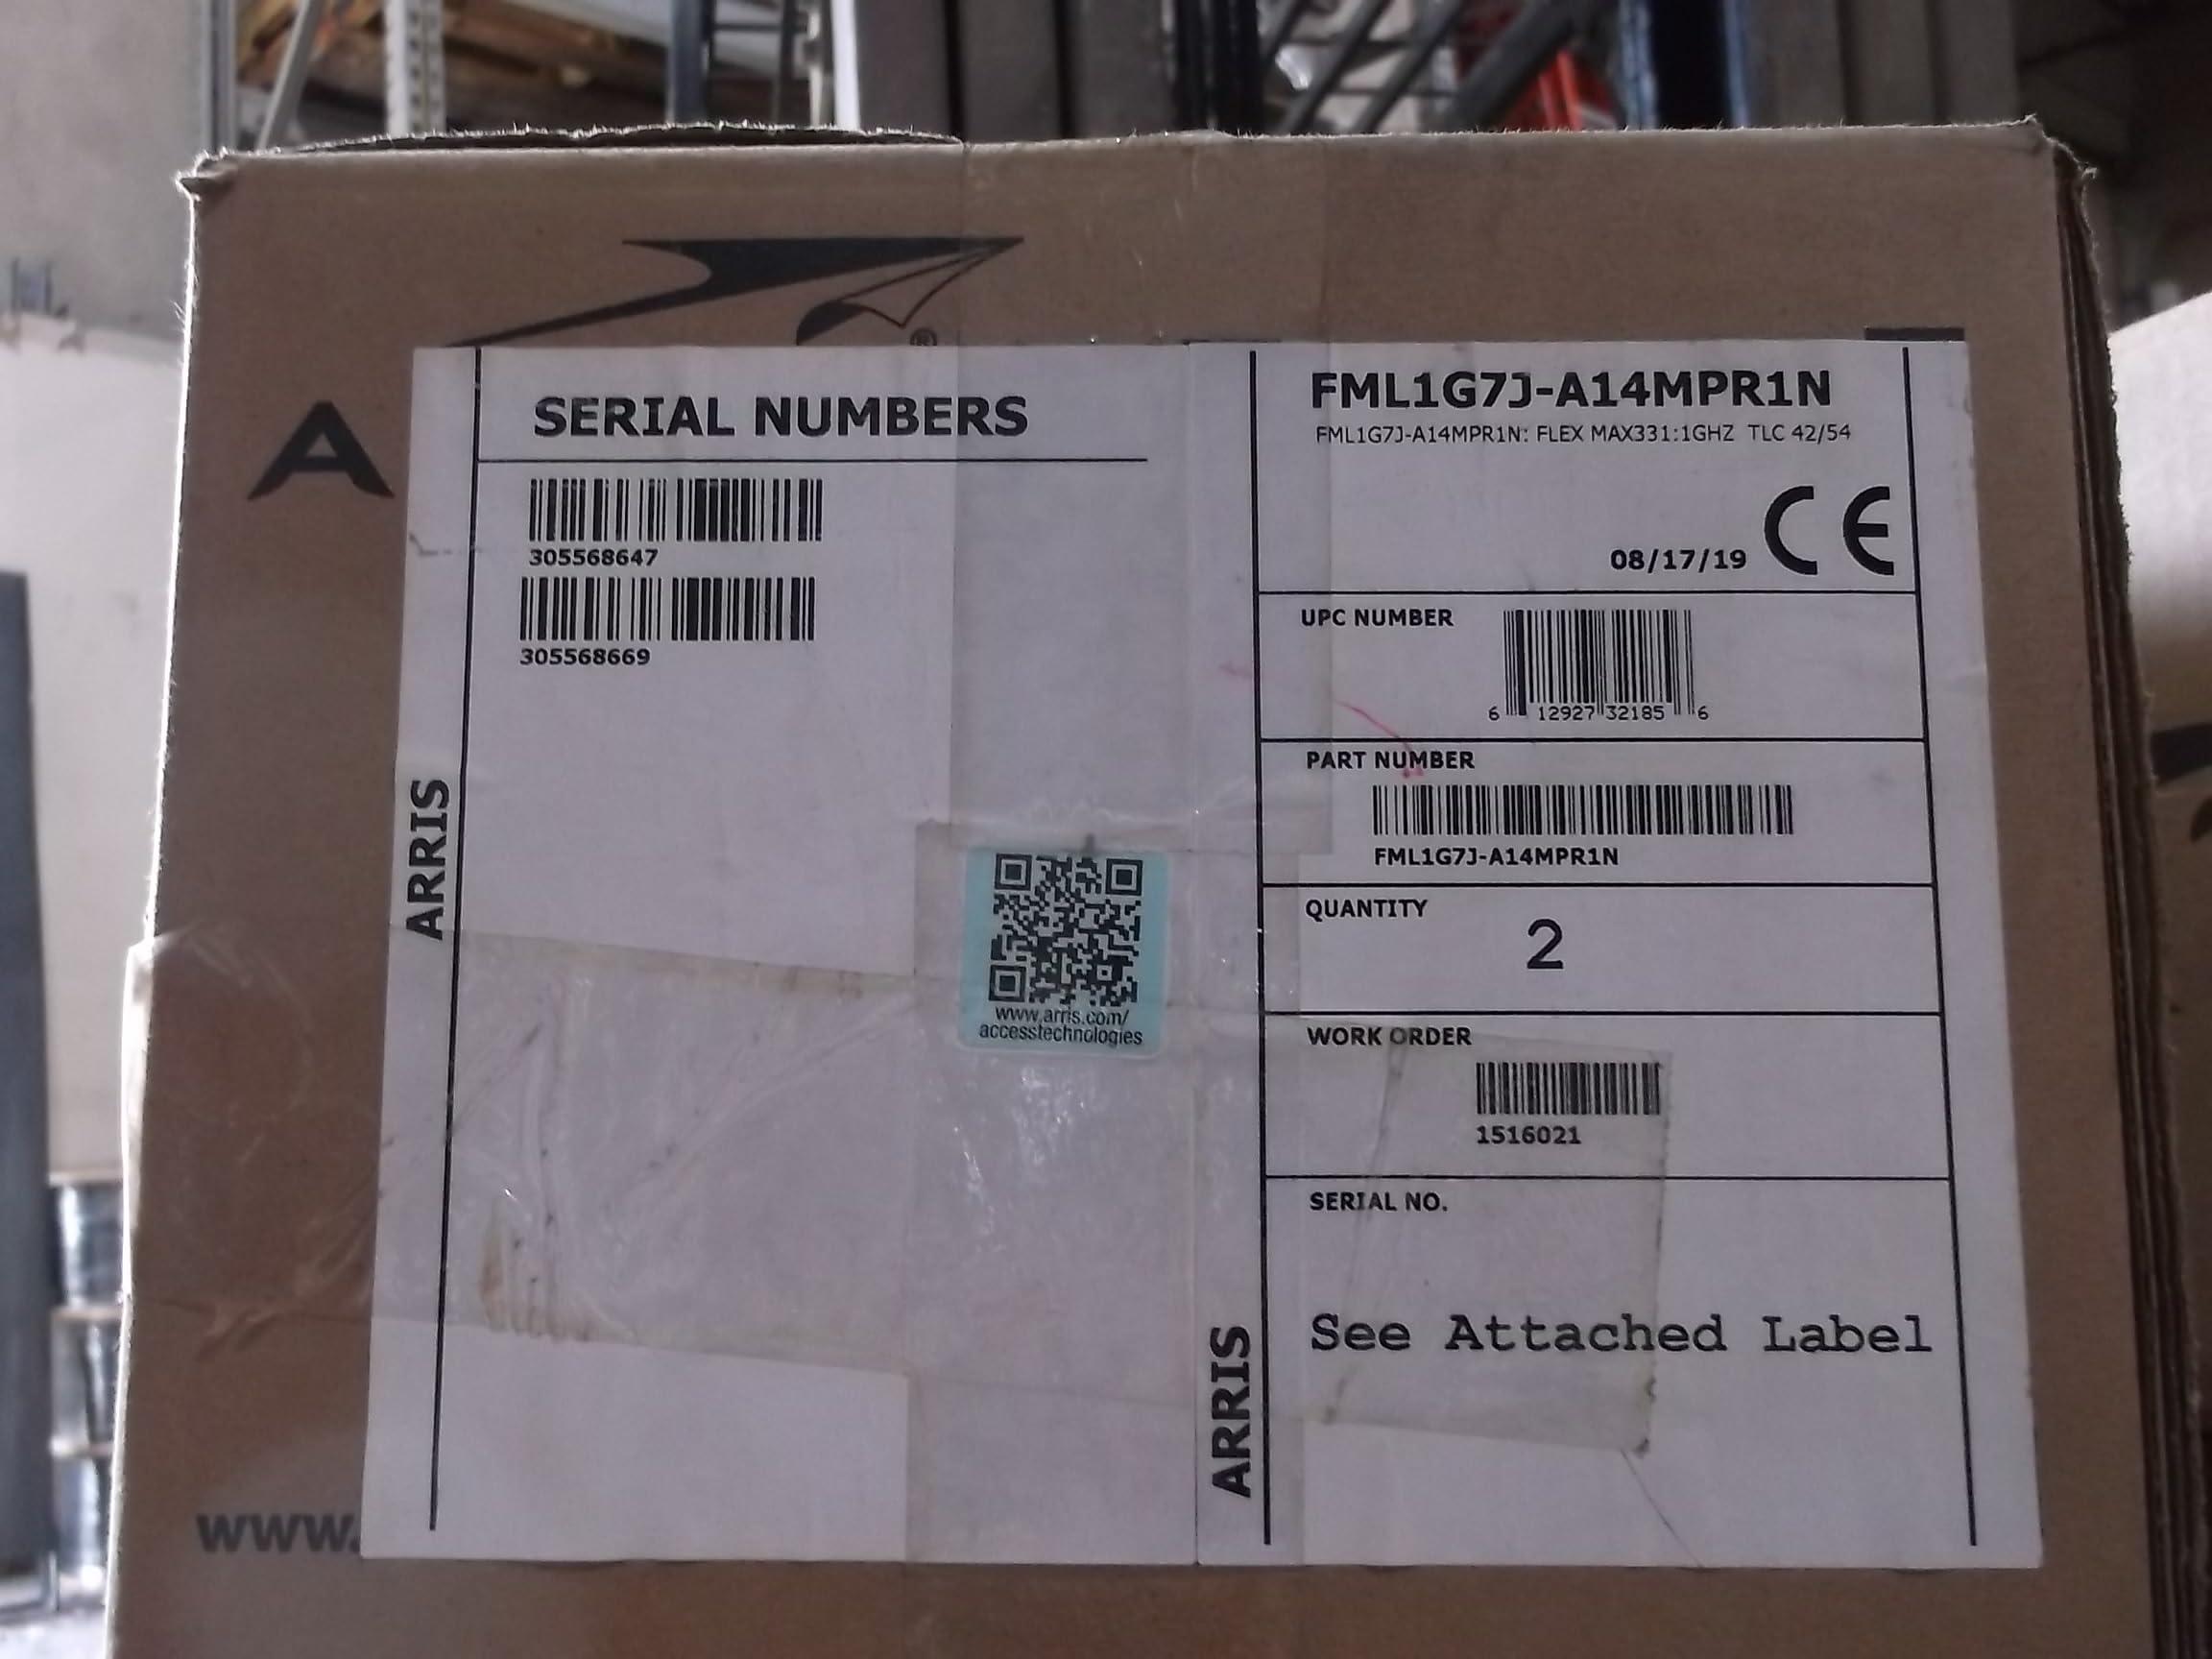 ®
A
SERIAL NUMBERS
305568647
305568669
ARRIS
www.arris.com/
accesstechnologies
FML1G7J-A14MPR1N
FML1G7J-A14MPR1N: FLEX MAX331:1GHZ TLC 42/54
08/17/19 CE
UPC NUMBER
6 12927 32185 6
PART NUMBER
FML1G7J-A14MPR1N
QUANTITY
2
WORK ORDER
1516021
SERIAL NO.
See Attached Label
ARRIS
www.